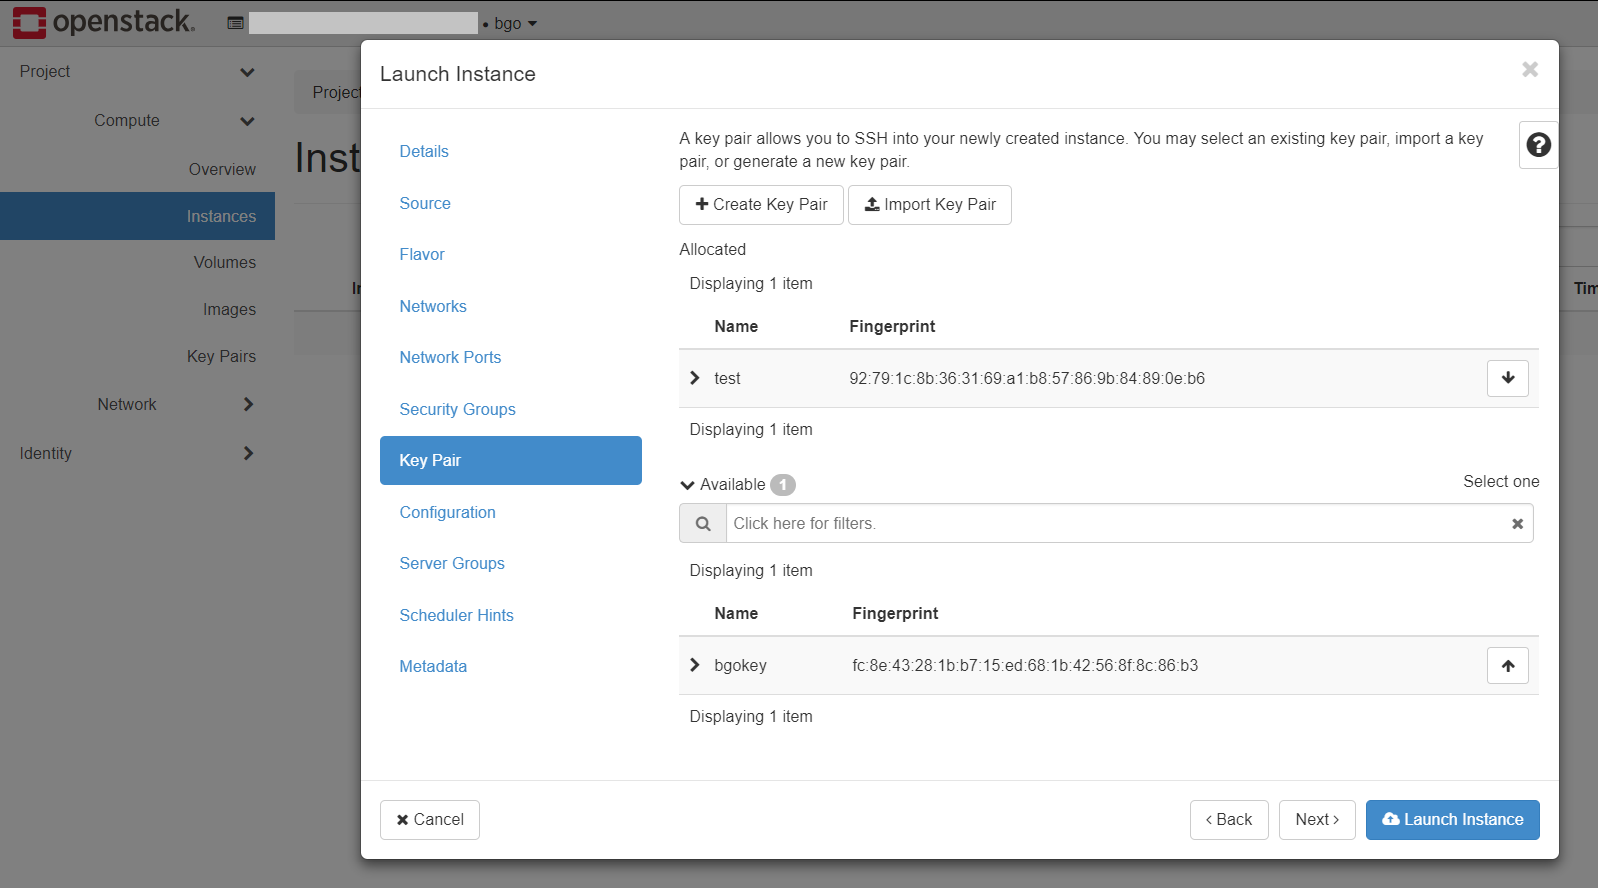 openstack.
• bgo
Project
Compute
Overview
Instances
Volumes
Images
Key Pairs
Network
Identity
Project
Inst
In
Tim
Launch Instance
Details
Source
Flavor
Networks
Network Ports
Security Groups
Key Pair
Configuration
Server Groups
Scheduler Hints
Metadata
A key pair allows you to SSH into your newly created instance. You may select an existing key pair, import a key
pair, or generate a new key pair.
Create Key Pair
Import Key Pair
Allocated
Displaying 1 item
Name Fingerprint
test 92:79:1c:8b:36:31:69:a1:b8:57:86:9b:84:89:0e:b6
Displaying 1 item
Available 1
Select one
Click here for filters.
Displaying 1 item
Name Fingerprint
bgokey fc:8e:43:28:1b:b7:15:ed:68:1b:42:56:8f:8c:86:b3
Displaying 1 item
Cancel
‹ Back
Next ›
Launch Instance